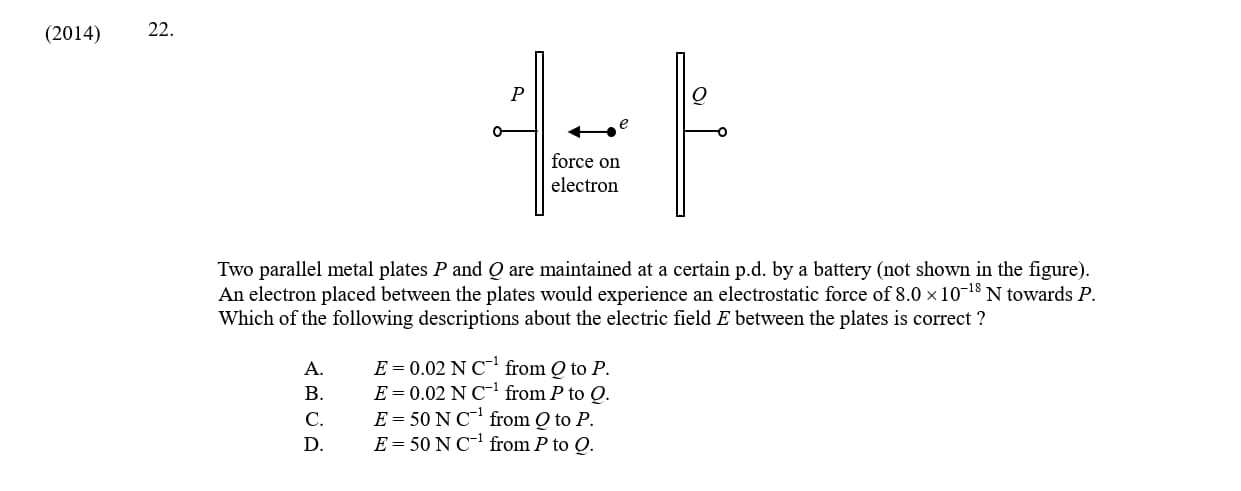 (2014) 22.
P
Q
e
force on
electron
Two parallel metal plates P and Q are maintained at a certain p.d. by a battery (not shown in the figure).
An electron placed between the plates would experience an electrostatic force of 8.0 ×10⁻¹⁸ N towards P.
Which of the following descriptions about the electric field E between the plates is correct ?
A. E = 0.02 N C⁻¹ from Q to P.
B. E = 0.02 N C⁻¹ from P to Q.
C. E = 50 N C⁻¹ from Q to P.
D. E = 50 N C⁻¹ from P to Q.